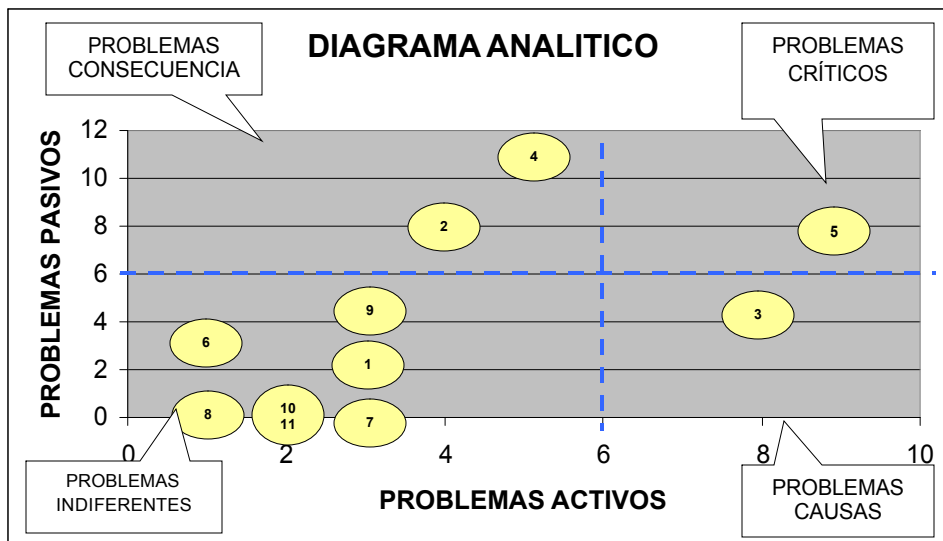 DIAGRAMA ANALITICO
PROBLEMAS
CONSECUENCIA
PROBLEMAS
CRÍTICOS
PROBLEMAS PASIVOS
12
10
8
6
4
2
0
4
2
5
9
3
6
1
8
10
11
7
0
2
4
6
8
10
PROBLEMAS
INDIFERENTES
PROBLEMAS ACTIVOS
PROBLEMAS
CAUSAS